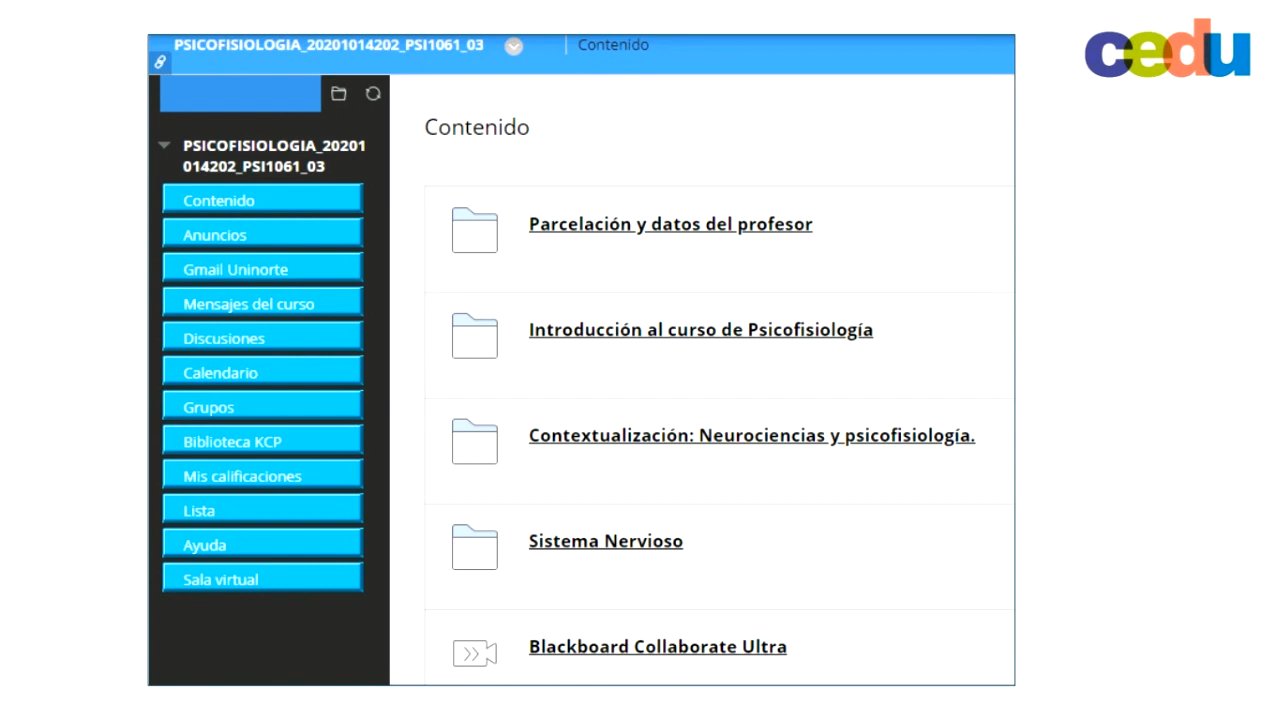 PSICOFISIOLOGIA_20201014202_PSI1061_03
Contenido
cedu
PSICOFISIOLOGIA_20201
014202_PSI1061_03
Contenido
Anuncios
Gmail Uninorte
Mensajes del curso
Discusiones
Calendario
Grupos
Biblioteca KCP
Mis calificaciones
Lista
Ayuda
Sala virtual
Contenido
Parcelación y datos del profesor
Introducción al curso de Psicofisiología
Contextualización: Neurociencias y psicofisiología.
Sistema Nervioso
Blackboard Collaborate Ultra